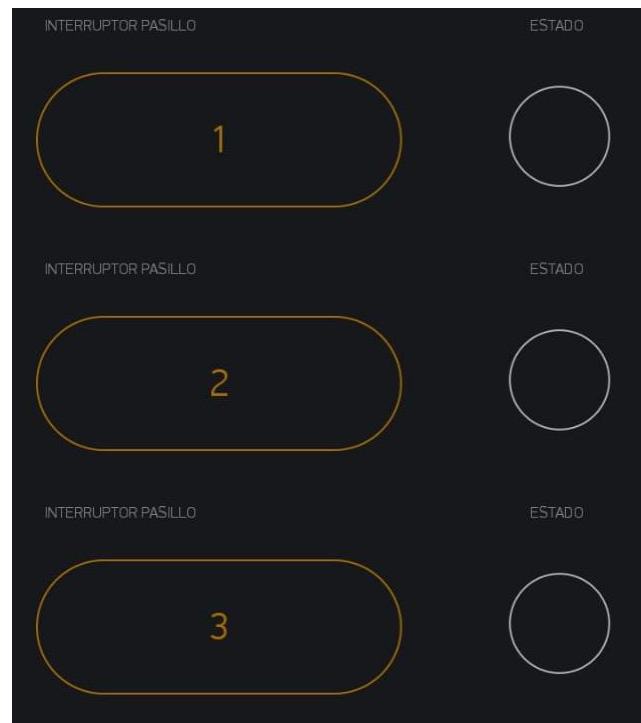 INTERRUPTOR PASILLO ESTADO
1
INTERRUPTOR PASILLO ESTADO
2
INTERRUPTOR PASILLO ESTADO
3